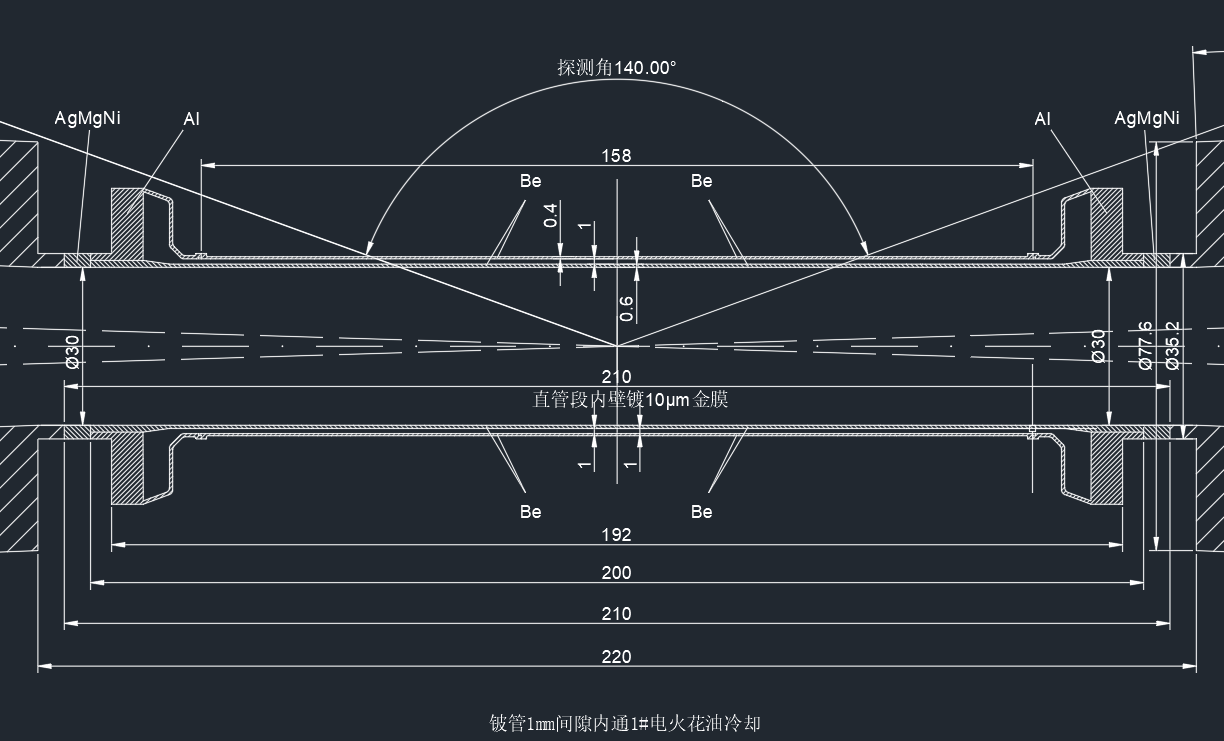 探测角140.00°
AgMgNi
Al
Al
AgMgNi
158
Be
Be
0.4
1
0.6
Ø30
Ø30
Ø77.6
Ø35.2
210
直管段内壁镀10μm金膜
1
1
Be
Be
192
200
210
220
铍管1mm间隙内通1#电火花油冷却